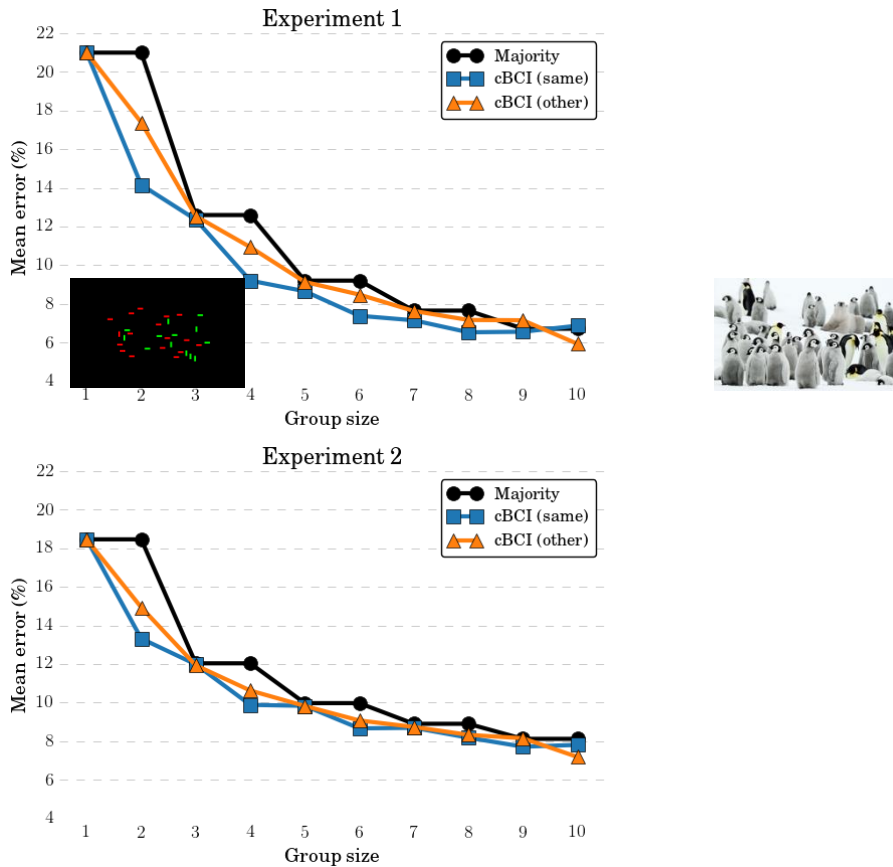 Experiment 1
22
20
18
16
14
12
10
8
6
4
Mean error (%)
Majority
cBCI (same)
cBCI (other)
1 2 3 4 5 6 7 8 9 10
Group size
Experiment 2
22
20
18
16
14
12
10
8
6
4
Mean error (%)
Majority
cBCI (same)
cBCI (other)
1 2 3 4 5 6 7 8 9 10
Group size